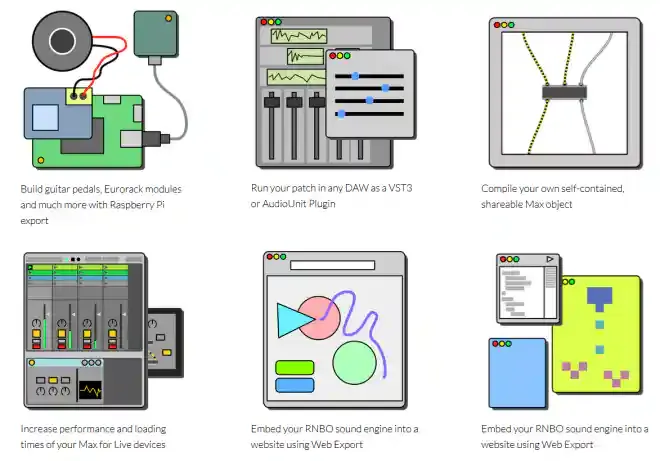 Build guitar pedals, Eurorack modules
and much more with Raspberry Pi
export
Run your patch in any DAW as a VST3
or AudioUnit Plugin
Compile your own self-contained,
shareable Max object
Increase performance and loading
times of your Max for Live devices
Embed your RNBO sound engine into a
website using Web Export
Embed your RNBO sound engine into a
website using Web Export